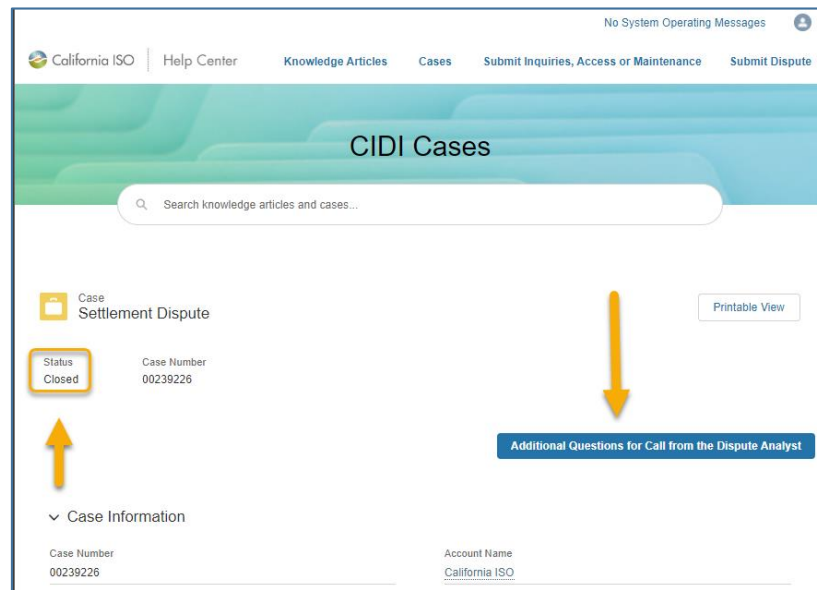 No System Operating Messages
California ISO Help Center Knowledge Articles Cases Submit Inquiries, Access or Maintenance Submit Dispute
CIDI Cases
Search knowledge articles and cases...
Case
Settlement Dispute
Printable View
Status Case Number
Closed 00239226
Additional Questions for Call from the Dispute Analyst
Case Information
Case Number Account Name
00239226 California ISO